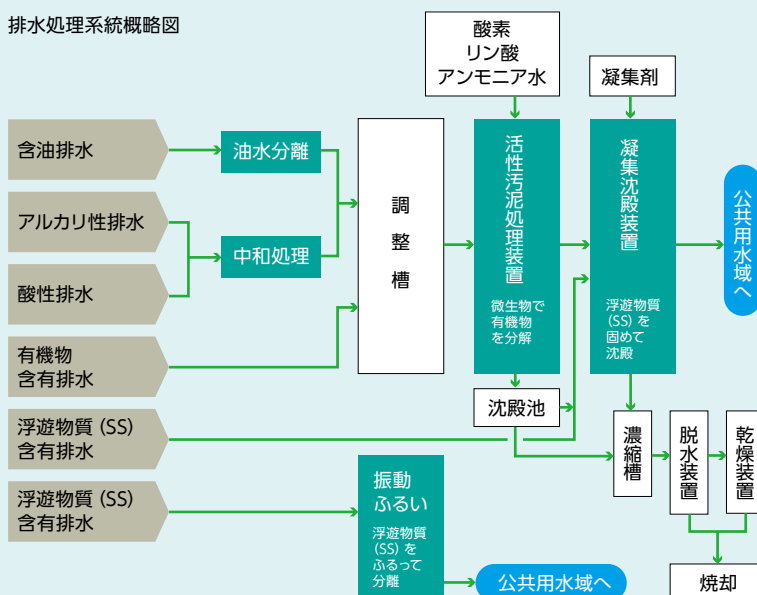 排水処理系統概略図
酸素
リン酸
アンモニア水
凝集剤
含油排水
油水分離
アルカリ性排水
中和処理
酸性排水
有機物
含有排水
浮遊物質 (SS)
含有排水
浮遊物質 (SS)
含有排水
調整槽
活性汚泥処理装置
微生物で
有機物
を分解
凝集沈殿装置
浮遊物質
(SS) を
固めて
沈殿
公共用水域へ
沈殿池
濃縮槽
脱水装置
乾燥装置
振動
ふるい
浮遊物質
(SS) を
ふるって
分離
公共用水域へ
焼却